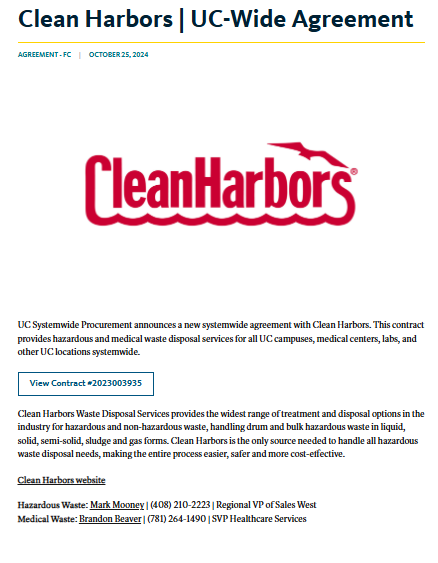 Clean Harbors | UC-Wide Agreement
AGREEMENT - FC | OCTOBER 25, 2024
CleanHarbors®
UC Systemwide Procurement announces a new systemwide agreement with Clean Harbors. This contract
provides hazardous and medical waste disposal services for all UC campuses, medical centers, labs, and
other UC locations systemwide.
View Contract #2023003935
Clean Harbors Waste Disposal Services provides the widest range of treatment and disposal options in the
industry for hazardous and non-hazardous waste, handling drum and bulk hazardous waste in liquid,
solid, semi-solid, sludge and gas forms. Clean Harbors is the only source needed to handle all hazardous
waste disposal needs, making the entire process easier, safer and more cost-effective.
Clean Harbors website
Hazardous Waste: Mark Mooney | (408) 210-2223 | Regional VP of Sales West
Medical Waste: Brandon Beaver | (781) 264-1490 | SVP Healthcare Services